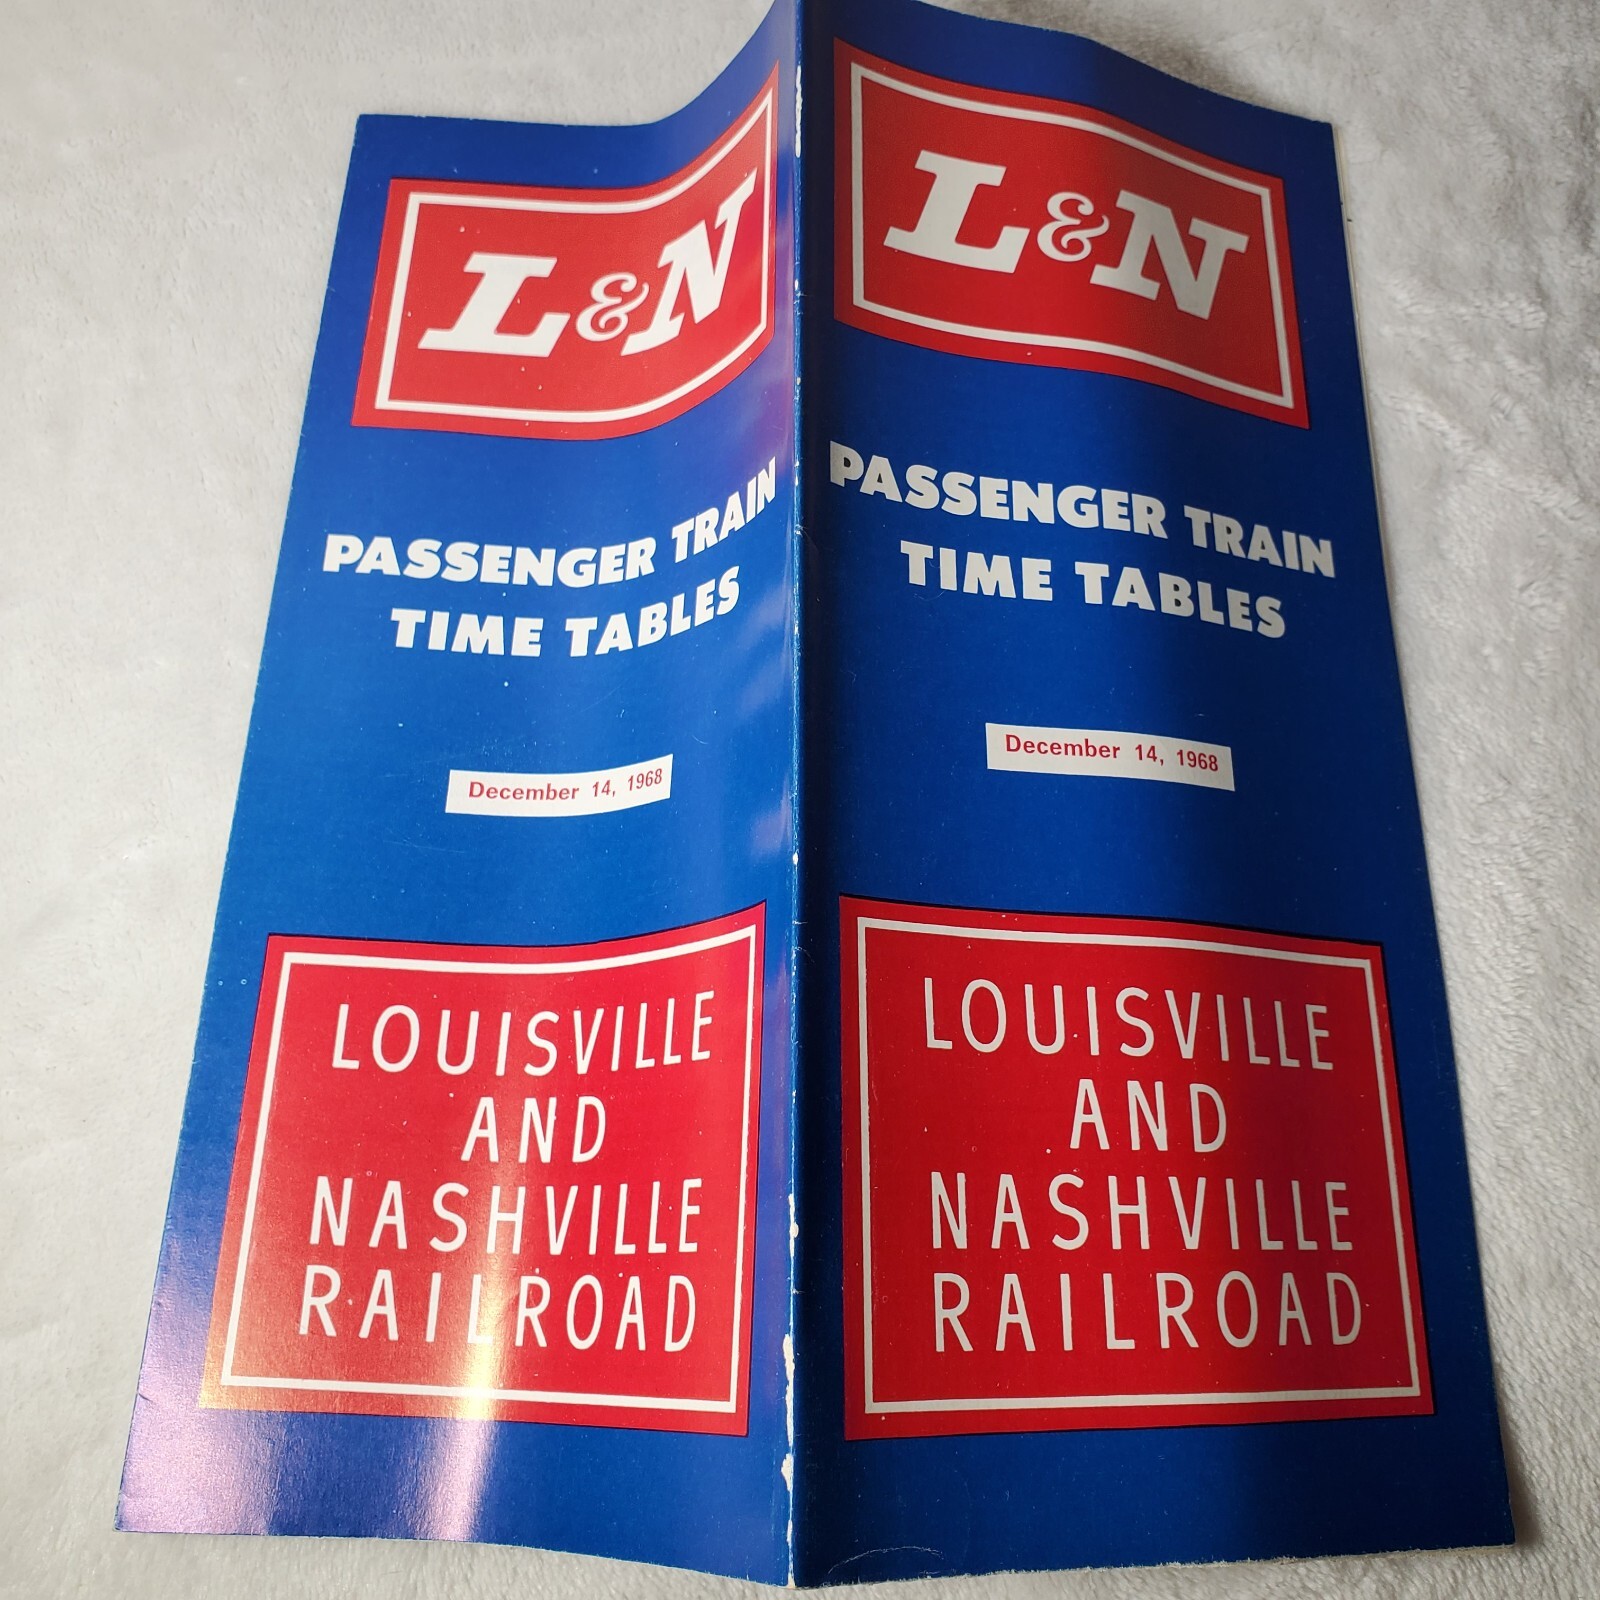 L&N
PASSENGER TRAIN
TIME TABLES
December 14, 1968
LOUISVILLE
AND
NASHVILLE
RAILROAD
L&N
PASSENGER TRAIN
TIME TABLES
December 14, 1968
LOUISVILLE
AND
NASHVILLE
RAILROAD